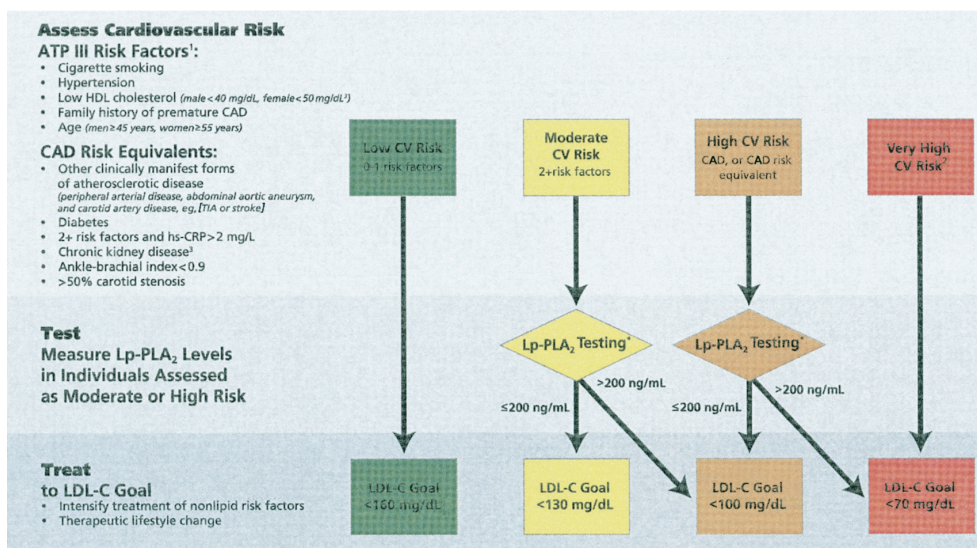 Assess Cardiovascular Risk
ATP III Risk Factors¹:
• Cigarette smoking
• Hypertension
• Low HDL cholesterol (male<40 mg/dL, female<50 mg/dL³)
• Family history of premature CAD
• Age (men≥45 years, women≥55 years)
CAD Risk Equivalents:
• Other clinically manifest forms
of atherosclerotic disease
(peripheral arterial disease, abdominal aortic aneurysm,
and carotid artery disease, eg, [TIA or stroke]
• Diabetes
• 2+ risk factors and hs-CRP>2 mg/L
• Chronic kidney disease³
• Ankle-brachial index<0.9
• >50% carotid stenosis
Low CV Risk
0-1 risk factors
Moderate
CV Risk
2+risk factors
High CV Risk
CAD, or CAD risk
equivalent
Very High
CV Risk²
Test
Measure Lp-PLA₂ Levels
in Individuals Assessed
as Moderate or High Risk
Lp-PLA₂ Testing*
Lp-PLA₂ Testing*
≤200 ng/mL
>200 ng/mL
≤200 ng/mL
>200 ng/mL
Treat
to LDL-C Goal
• Intensify treatment of nonlipid risk factors
• Therapeutic lifestyle change
LDL-C Goal
<160 mg/dL
LDL-C Goal
<130 mg/dL
LDL-C Goal
<100 mg/dL
LDL-C Goal
<70 mg/dL